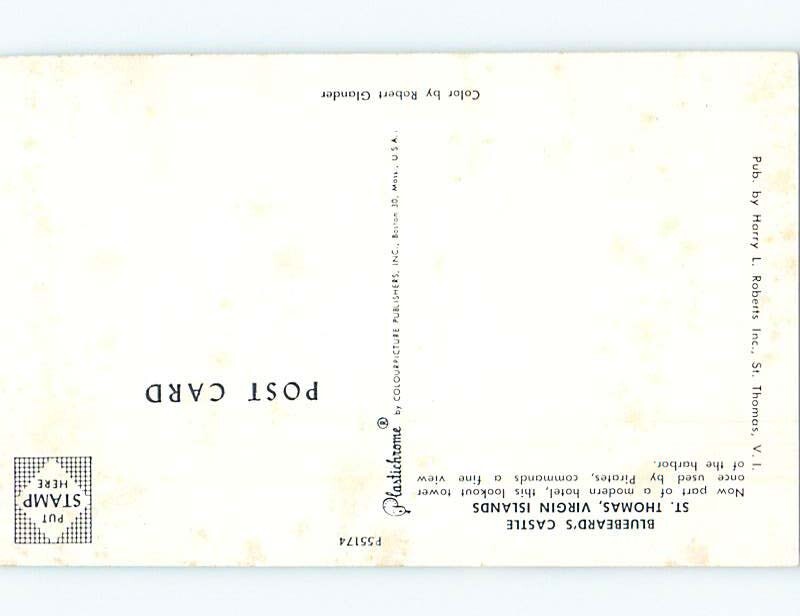 BLUEBEARD'S CASTLE
ST. THOMAS, VIRGIN ISLANDS
Now part of a modern hotel, this lookout tower
once used by Pirates, commands a fine view
of the harbor.
Pub. by Harry L. Roberts Inc., St. Thomas, V. I.
P55174
Plastichrome ® by COLOURPICTURE PUBLISHERS, INC., Boston 30, Mass., U.S.A.
PUT
STAMP
HERE
POST CARD
Color by Robert Glander